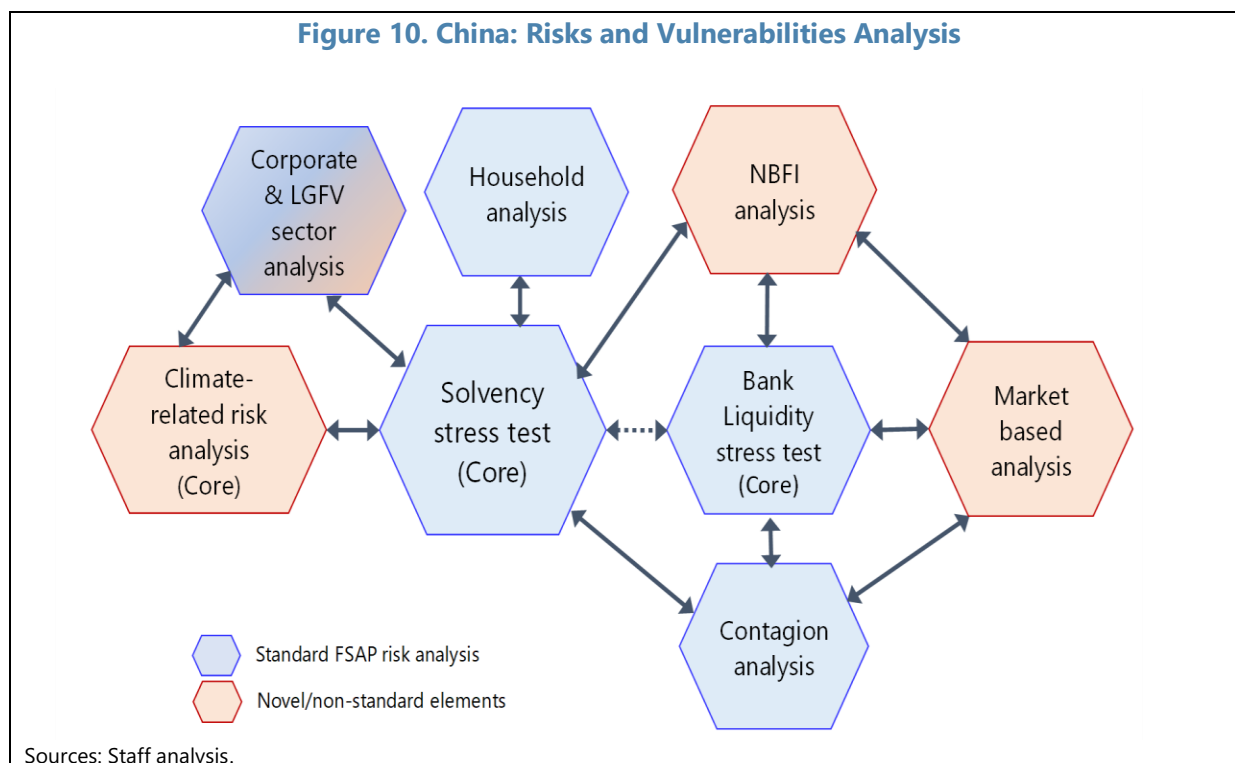 Figure 10. China: Risks and Vulnerabilities Analysis
Corporate
& LGFV
sector
analysis
Household
analysis
NBFI
analysis
Climate-
related risk
analysis
(Core)
Solvency
stress test
(Core)
Bank
Liquidity
stress test
(Core)
Market
based
analysis
Contagion
analysis
Standard FSAP risk analysis
Novel/non-standard elements
Sources: Staff analysis.